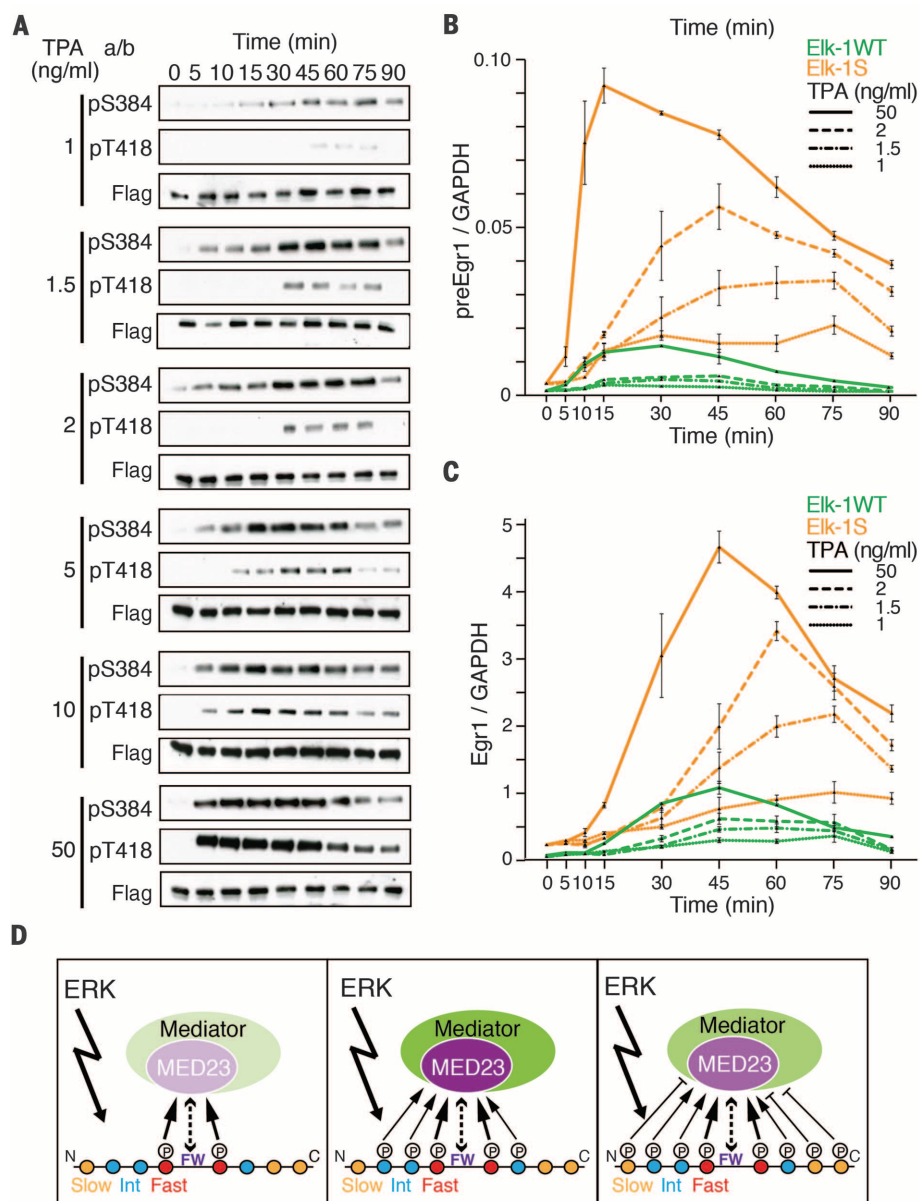 A
TPA a/b Time (min)
(ng/ml) 0 5 10 15 30 45 60 75 90
pS384
1 pT418
Flag
pS384
1.5 pT418
Flag
pS384
2 pT418
Flag
pS384
5 pT418
Flag
pS384
10 pT418
Flag
pS384
50 pT418
Flag
B
Time (min)
Elk-1WT
Elk-1S
TPA (ng/ml)
50
2
1.5
1
0.10
0.05
0
preEgr1 / GAPDH
0 5 10 15 30 45 60 75 90
Time (min)
C
Elk-1WT
Elk-1S
TPA (ng/ml)
50
2
1.5
1
5
4
3
2
1
0
Egr1 / GAPDH
0 5 10 15 30 45 60 75 90
Time (min)
D
ERK
Mediator
MED23
P P
N FW C
Slow Int Fast
ERK
Mediator
MED23
P P P P P
N FW C
Slow Int Fast
ERK
Mediator
MED23
P P P P P P P P
N FW C
Slow Int Fast